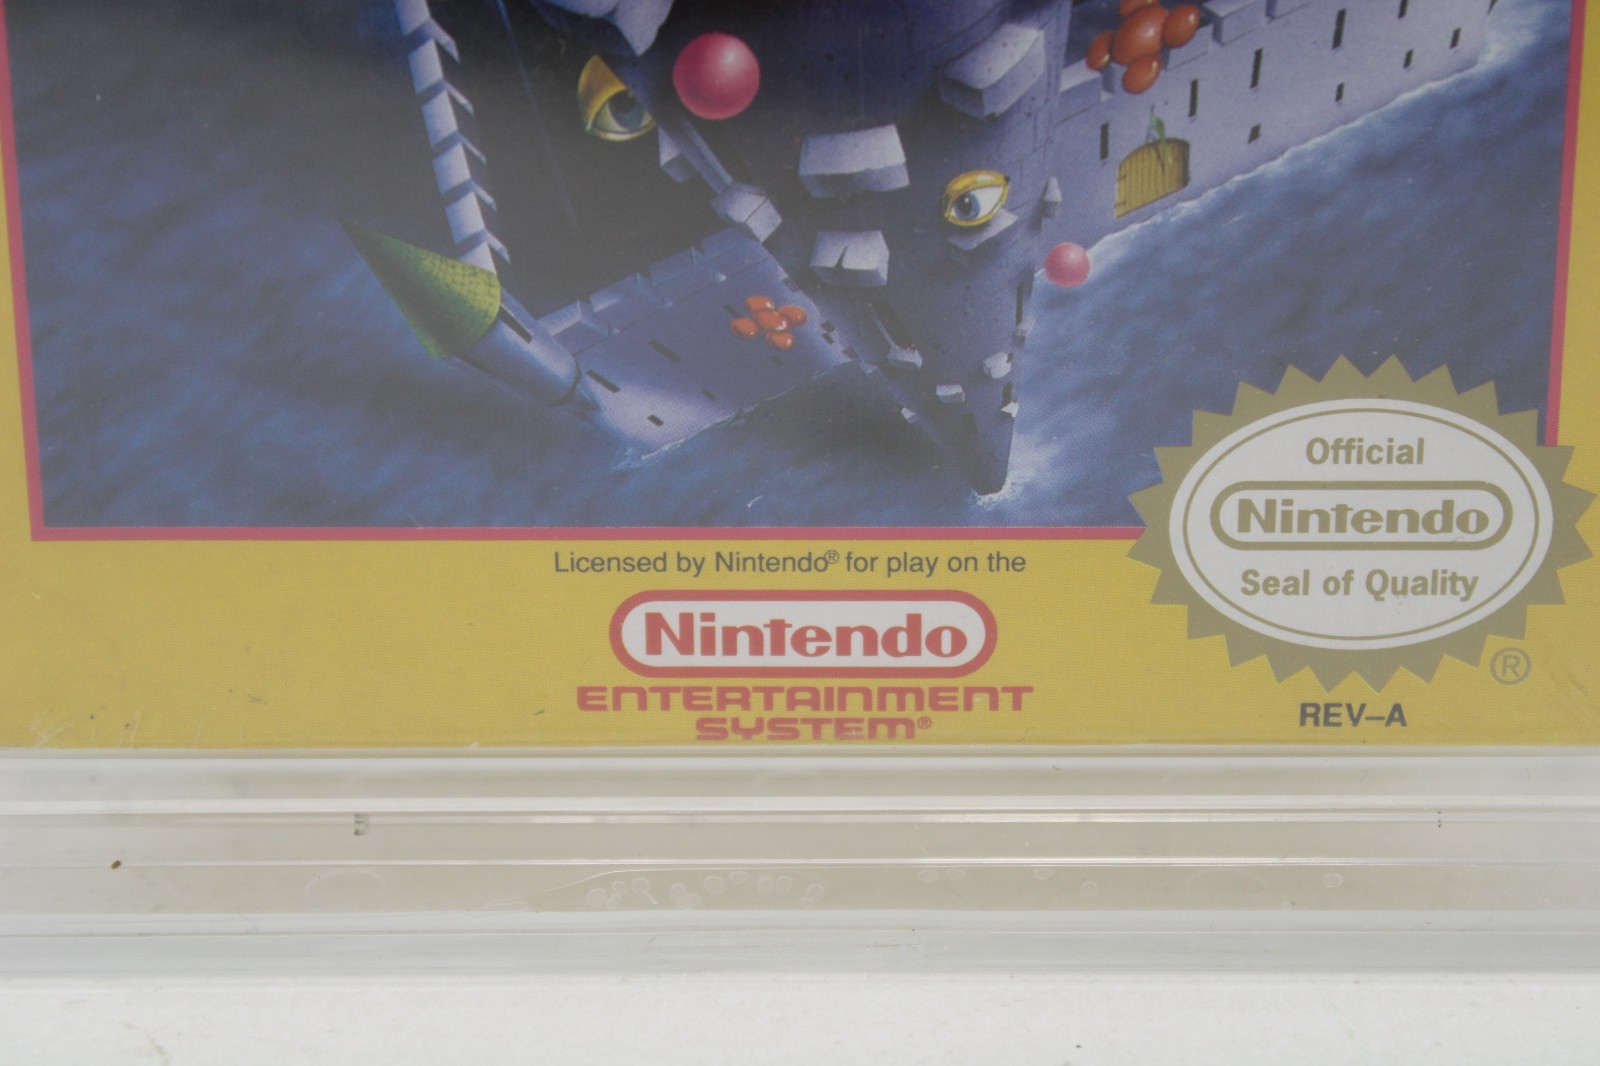 Official
Nintendo
Seal of Quality
®
REV-A
Licensed by Nintendo® for play on the
Nintendo
ENTERTAINMENT
SYSTEM®